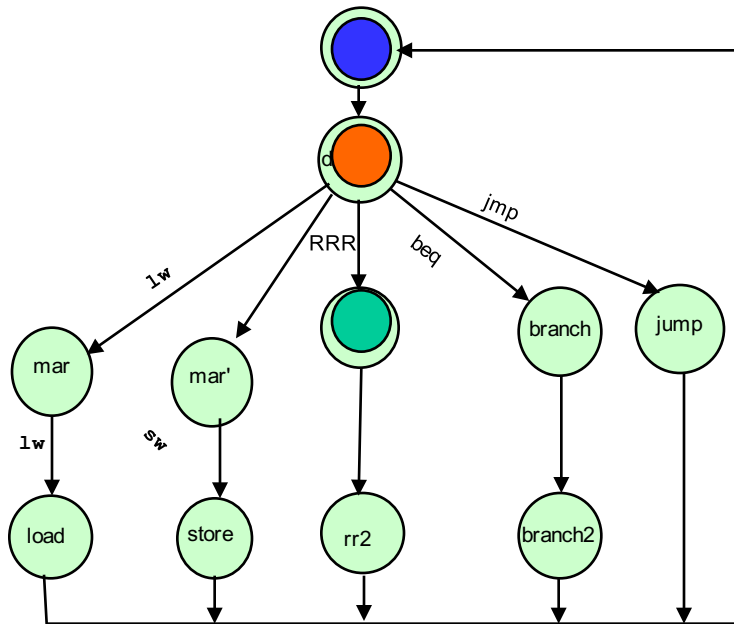 d
jmp
RRR
beq
lw
branch
jump
mar
mar'
lw
sw
load
store
rr2
branch2